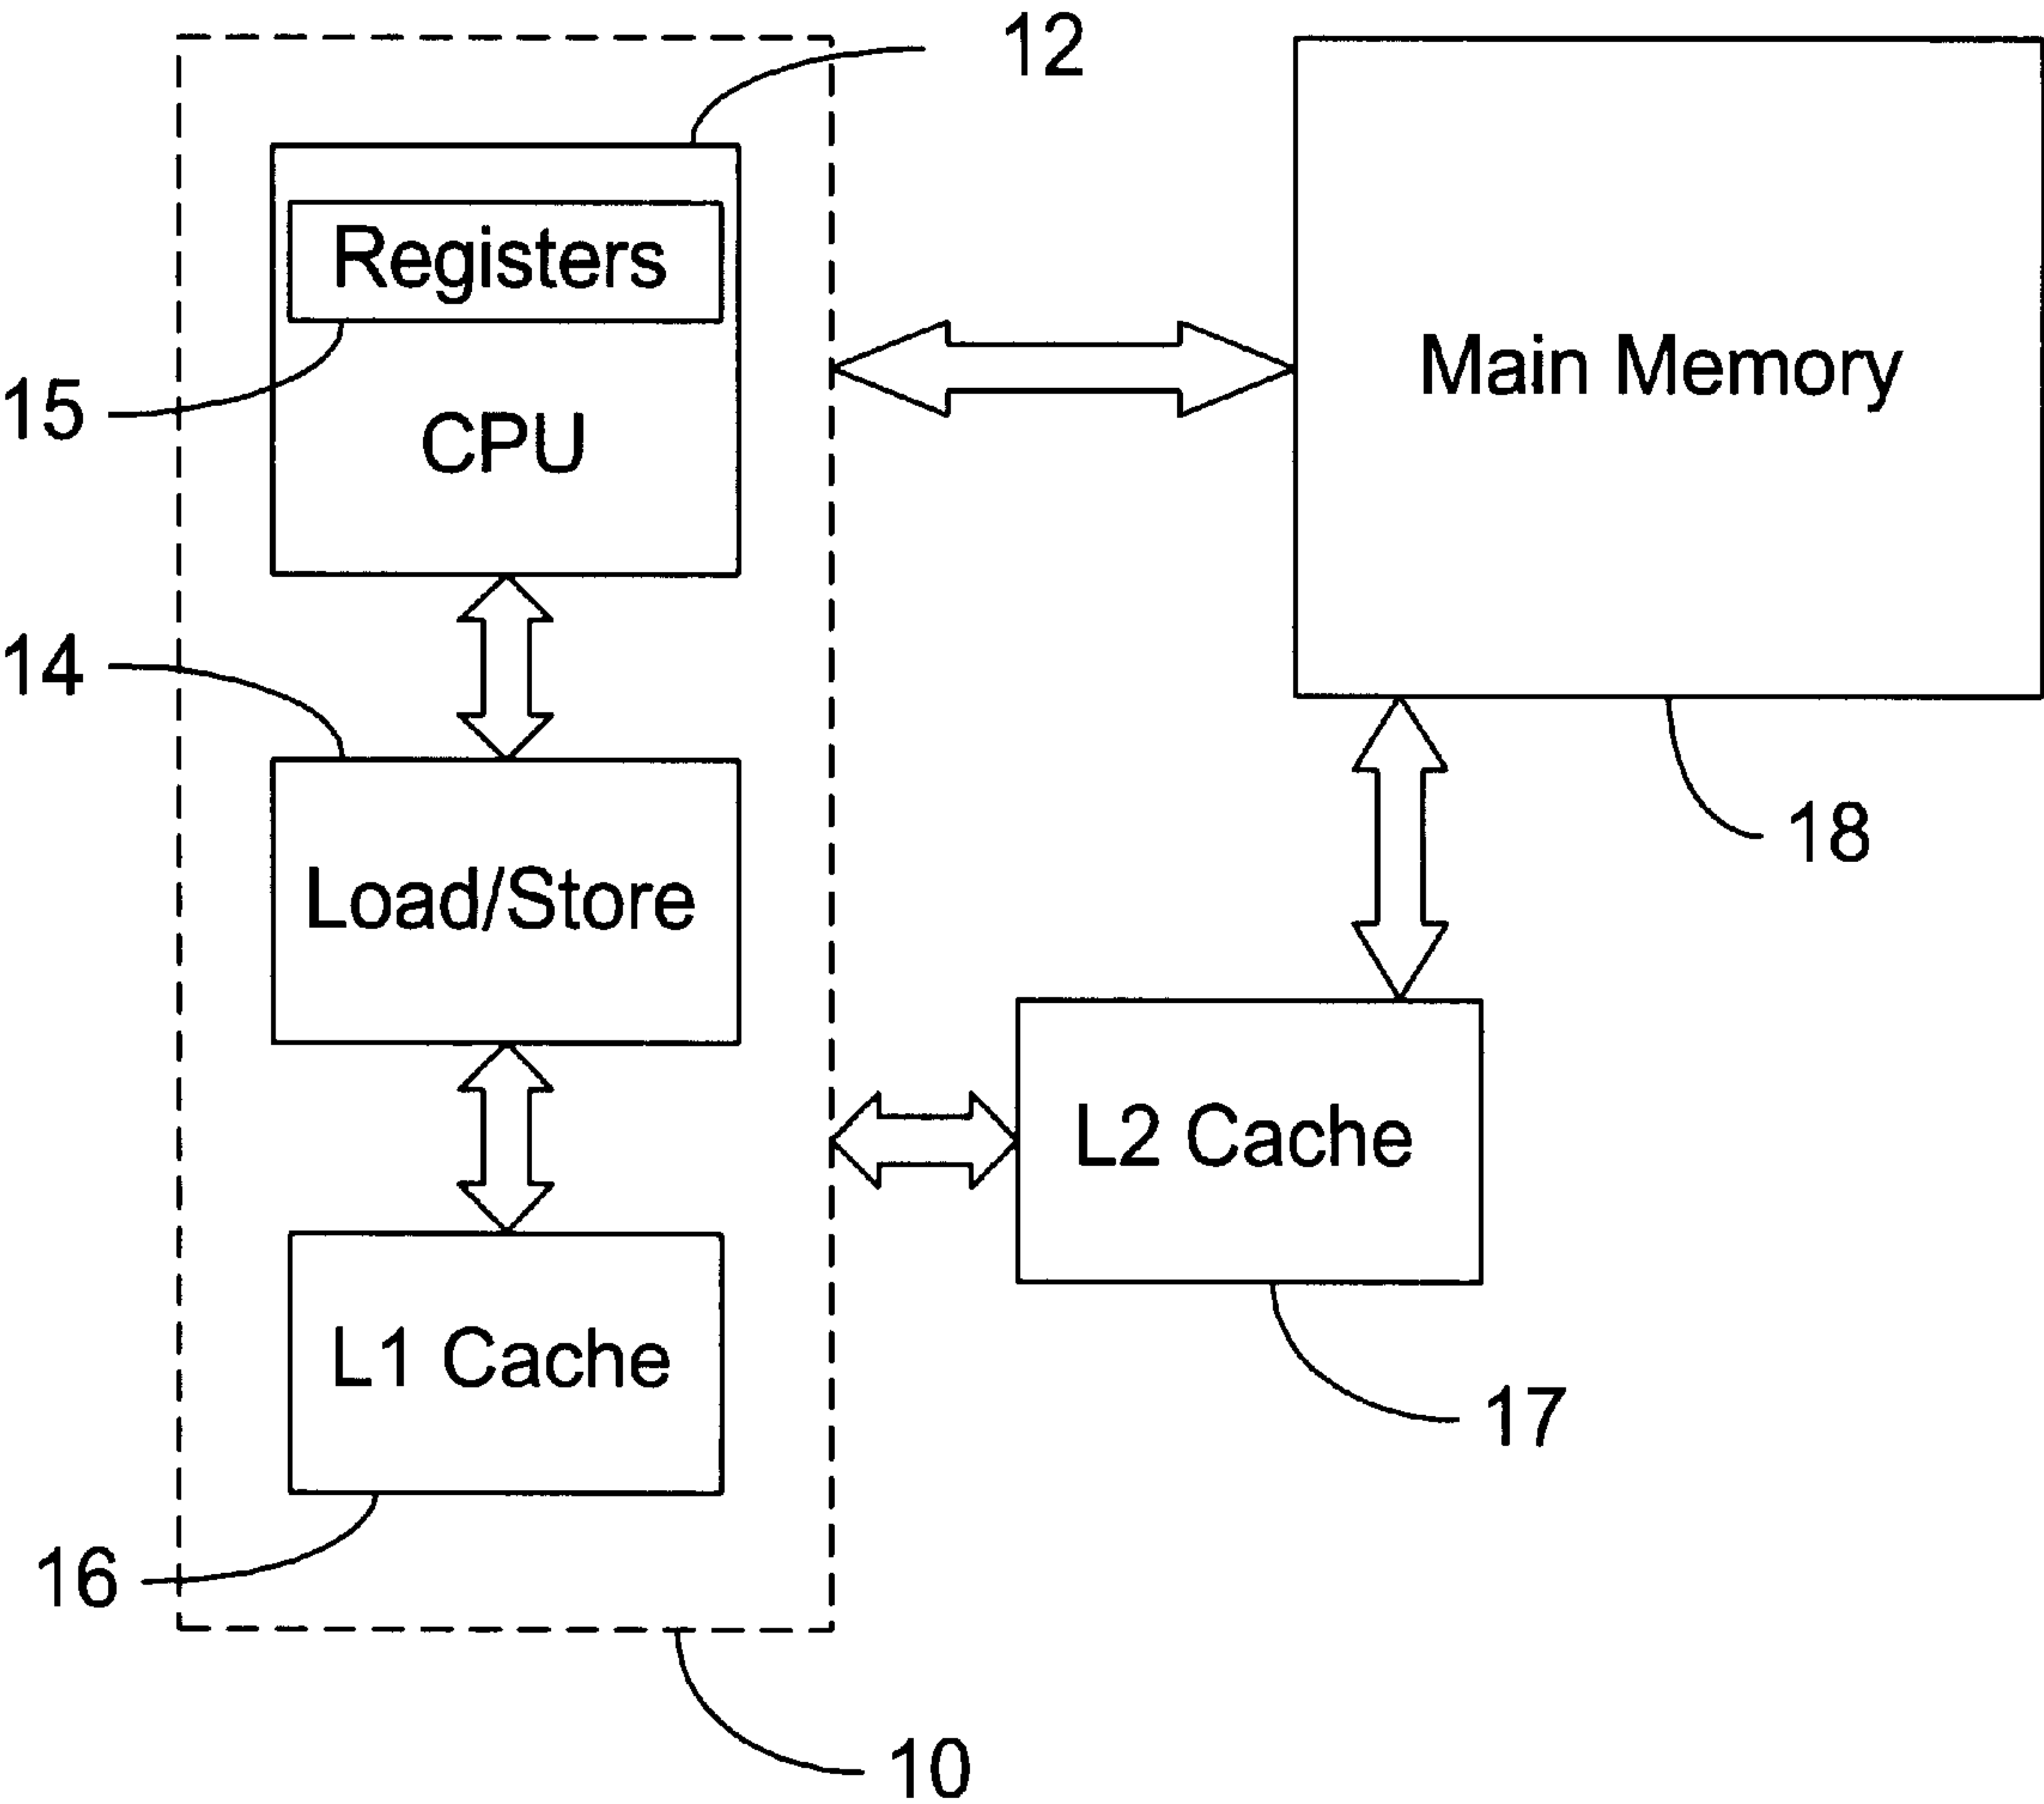 12
Registers
Main Memory
15
CPU
14
18
Load/Store
L2 Cache
L1 Cache
17
16
10